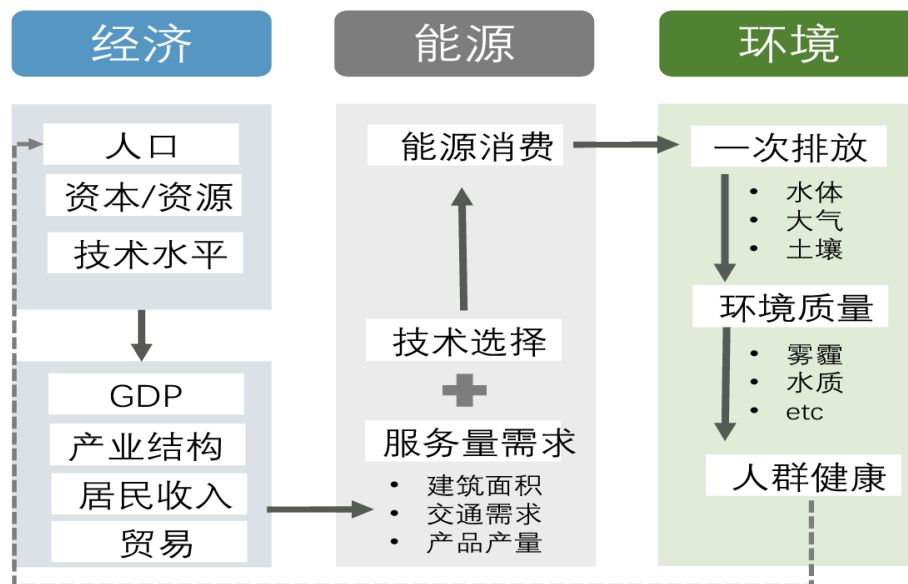 经济
人口
资本/资源
技术水平
GDP
产业结构
居民收入
贸易
能源
能源消费
技术选择
服务量需求
• 建筑面积
• 交通需求
• 产品产量
环境
一次排放
• 水体
• 大气
• 土壤
环境质量
• 雾霾
• 水质
• etc
人群健康